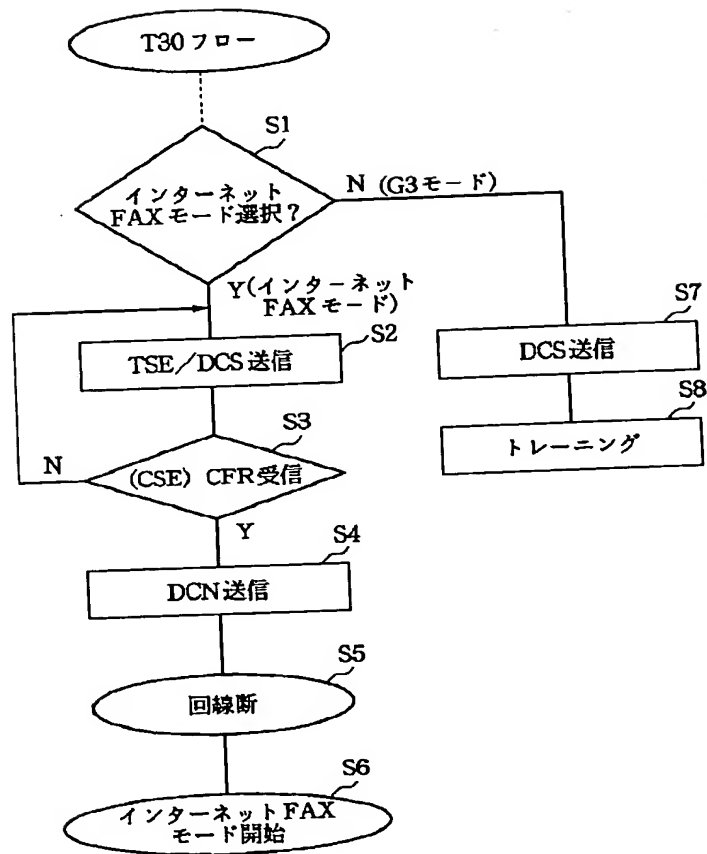 T30フロー
S1
インターネット
FAXモード選択？
N (G3モード)
Y(インターネット
FAXモード)
S2
TSE／DCS送信
S7
DCS送信
S8
トレーニング
S3
(CSE) CFR受信
N
Y
S4
DCN送信
S5
回線断
S6
インターネットFAX
モード開始